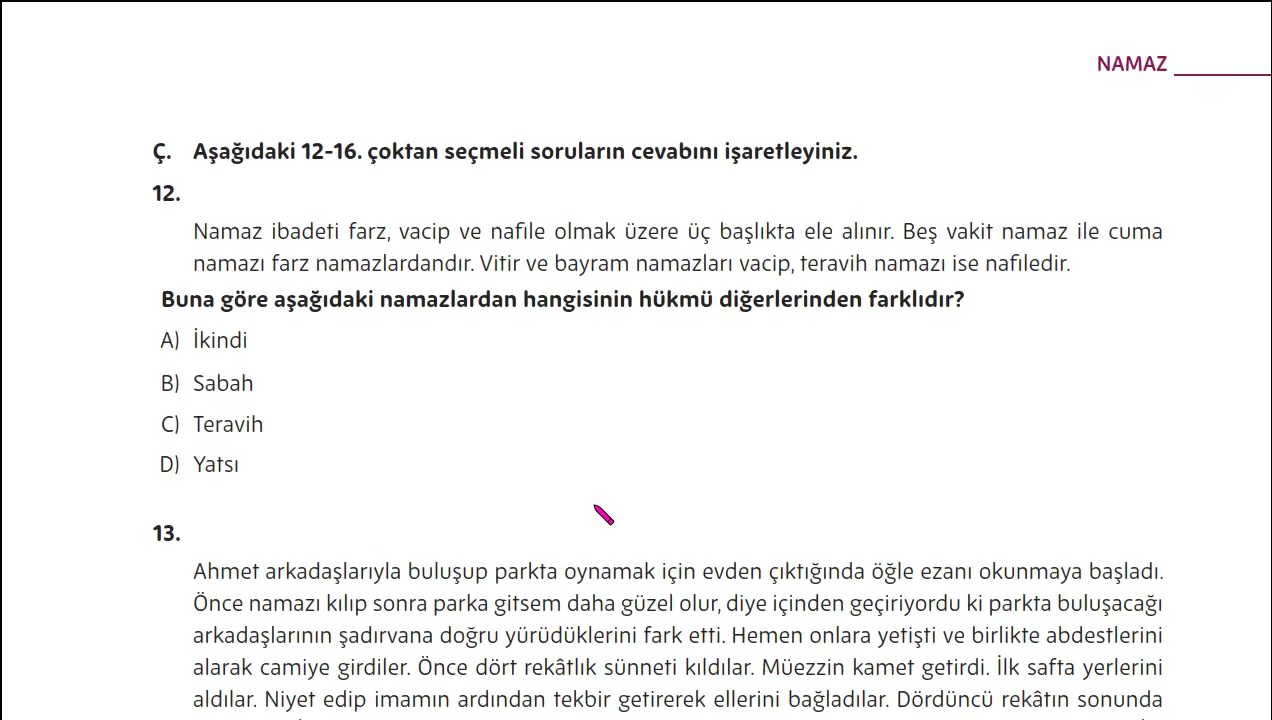 NAMAZ
Ç. Aşağıdaki 12-16. çoktan seçmeli soruların cevabını işaretleyiniz.
12.
Namaz ibadeti farz, vacip ve nafile olmak üzere üç başlıkta ele alınır. Beş vakit namaz ile cuma
namazı farz namazlardandır. Vitir ve bayram namazları vacip, teravih namazı ise nafiledir.
Buna göre aşağıdaki namazlardan hangisinin hükmü diğerlerinden farklıdır?
A) İkindi
B) Sabah
C) Teravih
D) Yatsı
13.
Ahmet arkadaşlarıyla buluşup parkta oynamak için evden çıktığında öğle ezanı okunmaya başladı.
Önce namazı kılıp sonra parka gitsem daha güzel olur, diye içinden geçiriyordu ki parkta buluşacağı
arkadaşlarının şadırvana doğru yürüdüklerini fark etti. Hemen onlara yetişti ve birlikte abdestlerini
alarak camiye girdiler. Önce dört rekâtlık sünneti kıldılar. Müezzin kamet getirdi. İlk safta yerlerini
aldılar. Niyet edip imamın ardından tekbir getirerek ellerini bağladılar. Dördüncü rekâtın sonunda